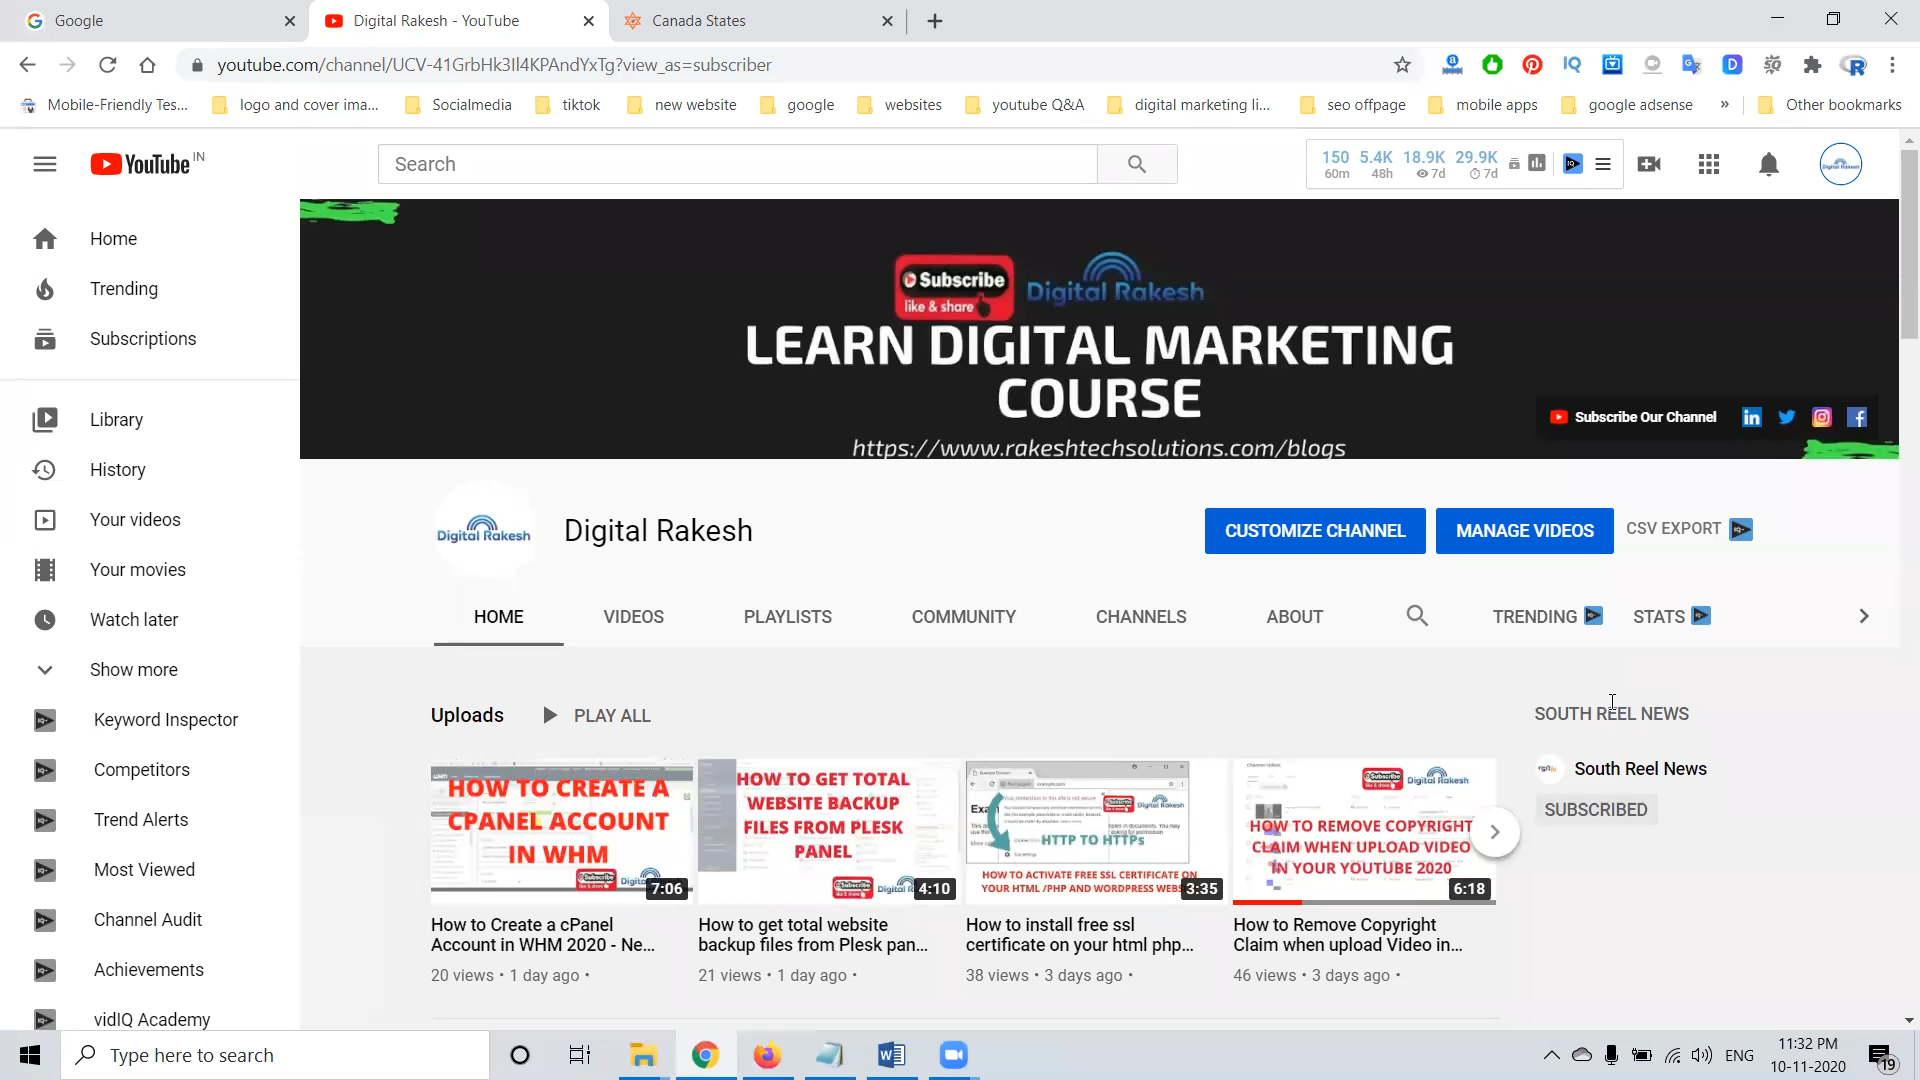 Google
Digital Rakesh - YouTube
Canada States
youtube.com/channel/UCV-41GrbHk3Il4KPAndYxTg?view_as=subscriber
Mobile-Friendly Tes...
logo and cover ima...
Socialmedia
tiktok
new website
google
websites
youtube Q&A
digital marketing li...
seo offpage
mobile apps
google adsense
»
Other bookmarks
YouTube IN
Search
150 5.4K 18.9K 29.9K
60m 48h 7d 7d
Home
Trending
Subscriptions
Library
History
Your videos
Your movies
Watch later
Show more
Keyword Inspector
Competitors
Trend Alerts
Most Viewed
Channel Audit
Achievements
vidIQ Academy
Subscribe
like & share
Digital Rakesh
LEARN DIGITAL MARKETING
COURSE
https://www.rakeshtechsolutions.com/blogs
Subscribe Our Channel
Digital Rakesh
Digital Rakesh
CUSTOMIZE CHANNEL
MANAGE VIDEOS
CSV EXPORT
HOME
VIDEOS
PLAYLISTS
COMMUNITY
CHANNELS
ABOUT
TRENDING
STATS
Uploads
PLAY ALL
HOW TO CREATE A
CPANEL ACCOUNT
IN WHM
7:06
How to Create a cPanel
Account in WHM 2020 - Ne...
20 views • 1 day ago •
HOW TO GET TOTAL
WEBSITE BACKUP
FILES FROM PLESK
PANEL
4:10
How to get total website
backup files from Plesk pan...
21 views • 1 day ago •
HTTP TO HTTPs
HOW TO ACTIVATE FREE SSL CERTIFICATE ON
YOUR HTML /PHP AND WORDPRESS WEBS
3:35
How to install free ssl
certificate on your html php...
38 views • 3 days ago •
Digital Rakesh
HOW TO REMOVE COPYRIGHT
CLAIM WHEN UPLOAD VIDEO
IN YOUR YOUTUBE 2020
6:18
How to Remove Copyright
Claim when upload Video in...
46 views • 3 days ago •
SOUTH REEL NEWS
South Reel News
SUBSCRIBED
Type here to search
ENG
11:32 PM
10-11-2020
19